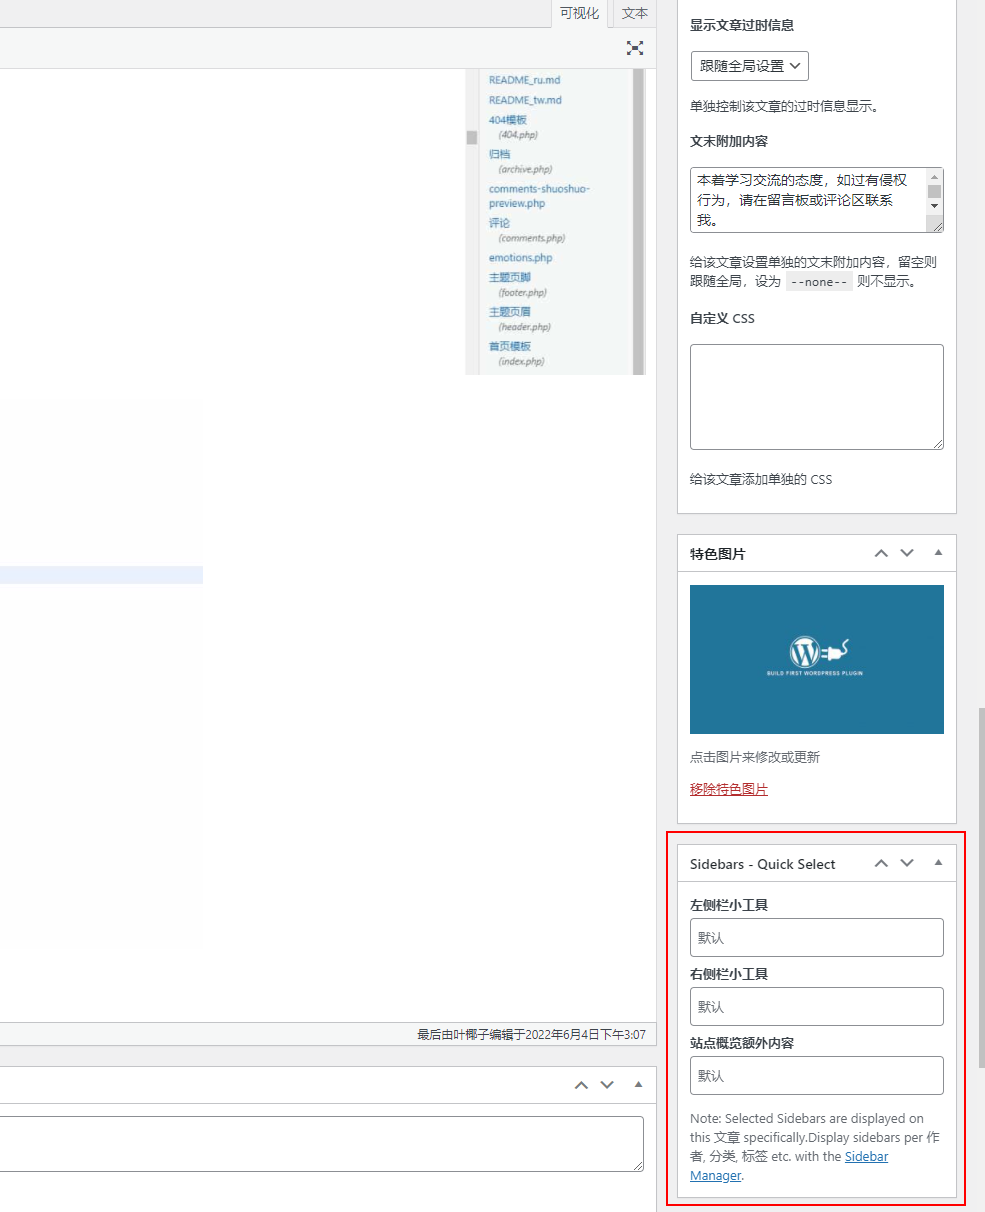 可视化
文本
README_ru.md
README_tw.md
404模板
(404.php)
归档
(archive.php)
comments-shuoshuo-
preview.php
评论
(comments.php)
emotions.php
主题页脚
(footer.php)
主题页眉
(header.php)
首页模板
(index.php)
最后由叶椰子编辑于2022年6月4日下午3:07
显示文章过时信息
跟随全局设置
单独控制该文章的过时信息显示。
文末附加内容
本着学习交流的态度，如过有侵权
行为，请在留言板或评论区联系
我。
给该文章设置单独的文末附加内容，留空则
跟随全局，设为 --none-- 则不显示。
自定义 CSS
给该文章添加单独的 CSS
特色图片
W
BUILD FIRST WORDPRESS PLUGIN
点击图片来修改或更新
移除特色图片
Sidebars - Quick Select
左侧栏小工具
默认
右侧栏小工具
默认
站点概览额外内容
默认
Note: Selected Sidebars are displayed on
this 文章 specifically.Display sidebars per 作
者, 分类, 标签 etc. with the Sidebar
Manager.